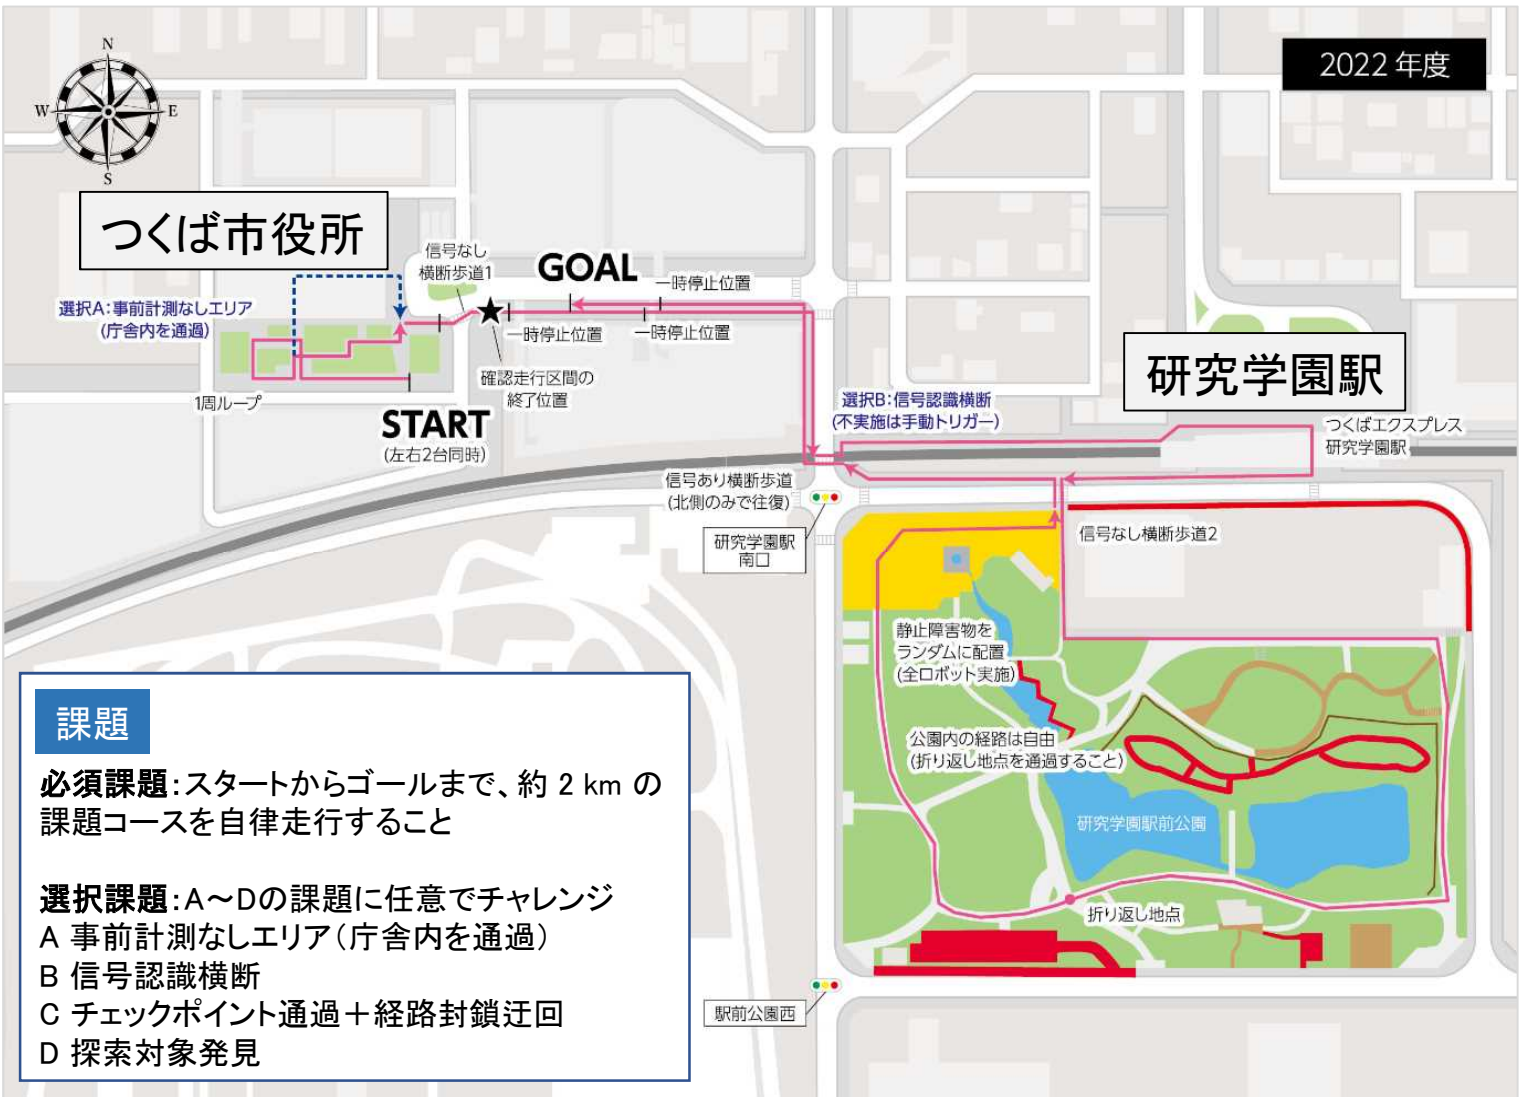 N
W
E
S
2022 年度
つくば市役所
信号なし
横断歩道1
GOAL
一時停止位置
選択A:事前計測なしエリア
(庁舎内を通過)
一時停止位置
一時停止位置
確認走行区間の
終了位置
1周ループ
START
(左右2台同時)
研究学園駅
選択B:信号認識横断
(不実施は手動トリガー)
つくばエクスプレス
研究学園駅
信号あり横断歩道
(北側のみで往復)
研究学園駅
南口
信号なし横断歩道2
静止障害物を
ランダムに配置
(全ロボット実施)
公園内の経路は自由
(折り返し地点を通過すること)
研究学園駅前公園
折り返し地点
駅前公園西
課題
必須課題:スタートからゴールまで、約 2 km の
課題コースを自律走行すること
選択課題:A～Dの課題に任意でチャレンジ
A 事前計測なしエリア(庁舎内を通過)
B 信号認識横断
C チェックポイント通過＋経路封鎖迂回
D 探索対象発見